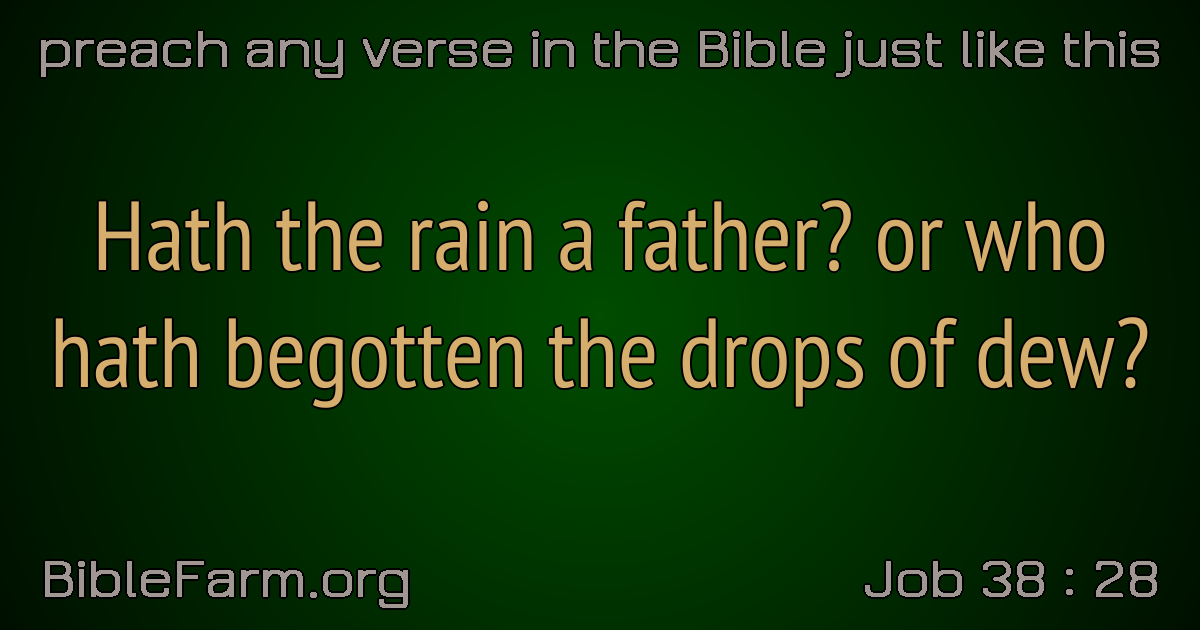 preach any verse in the Bible just like this
Hath the rain a father? or who
hath begotten the drops of dew?
BibleFarm.org
Job 38 : 28